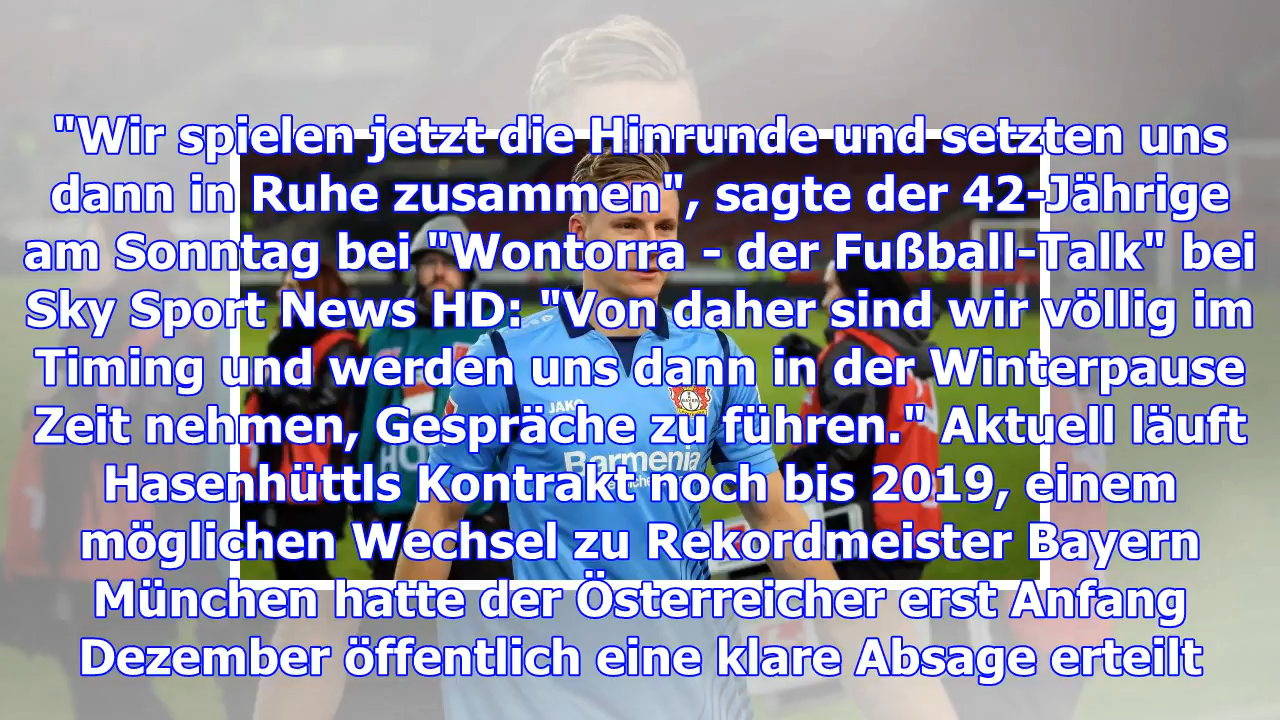 "Wir spielen jetzt die Hinrunde und setzten uns
dann in Ruhe zusammen", sagte der 42-Jährige
am Sonntag bei "Wontorra - der Fußball-Talk" bei
Sky Sport News HD: "Von daher sind wir völlig im
Timing und werden uns dann in der Winterpause
Zeit nehmen, Gespräche zu führen." Aktuell läuft
Hasenhüttls Kontrakt noch bis 2019, einem
möglichen Wechsel zu Rekordmeister Bayern
München hatte der Österreicher erst Anfang
Dezember öffentlich eine klare Absage erteilt
JAKO
Barmenia